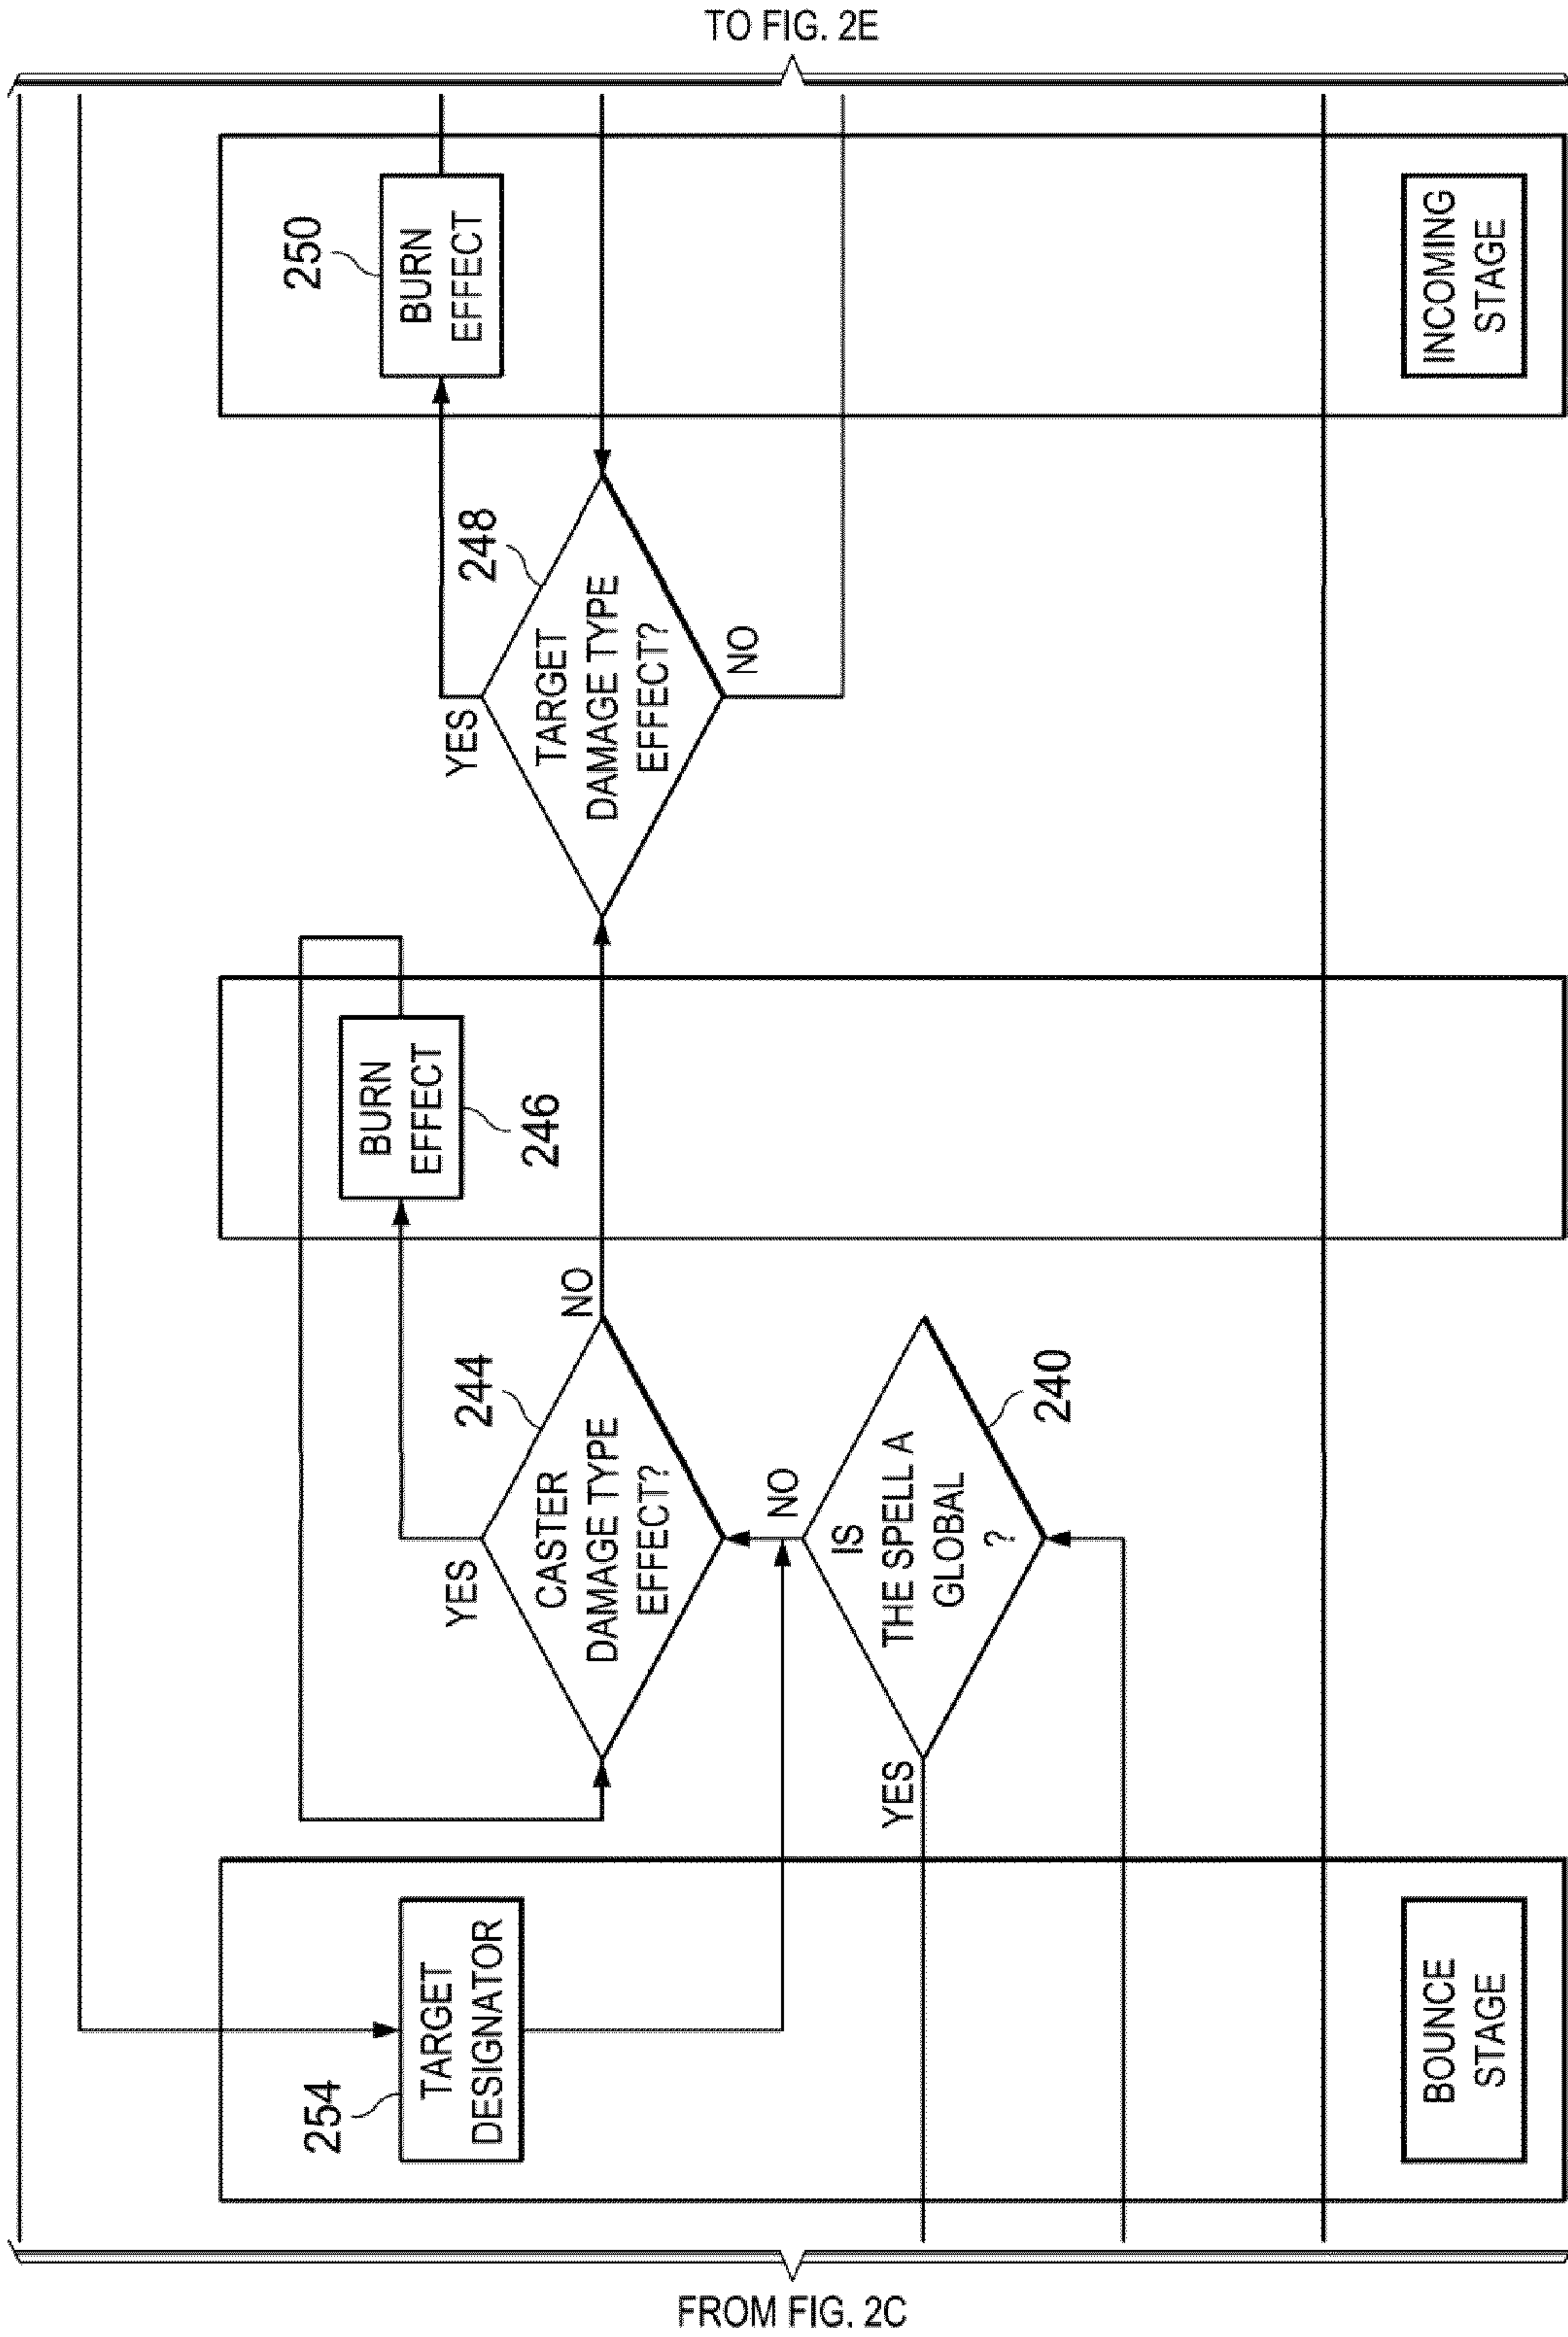 TO FIG. 2E
250
BURN
EFFECT
INCOMING
STAGE
248
YES
TARGET
DAMAGE TYPE
EFFECT?
NO
BURN
EFFECT
246
244
NO
YES
CASTER
DAMAGE TYPE
EFFECT?
240
NO
IS
THE SPELL A
GLOBAL
?
YES
254
TARGET
DESIGNATOR
BOUNCE
STAGE
FROM FIG. 2C